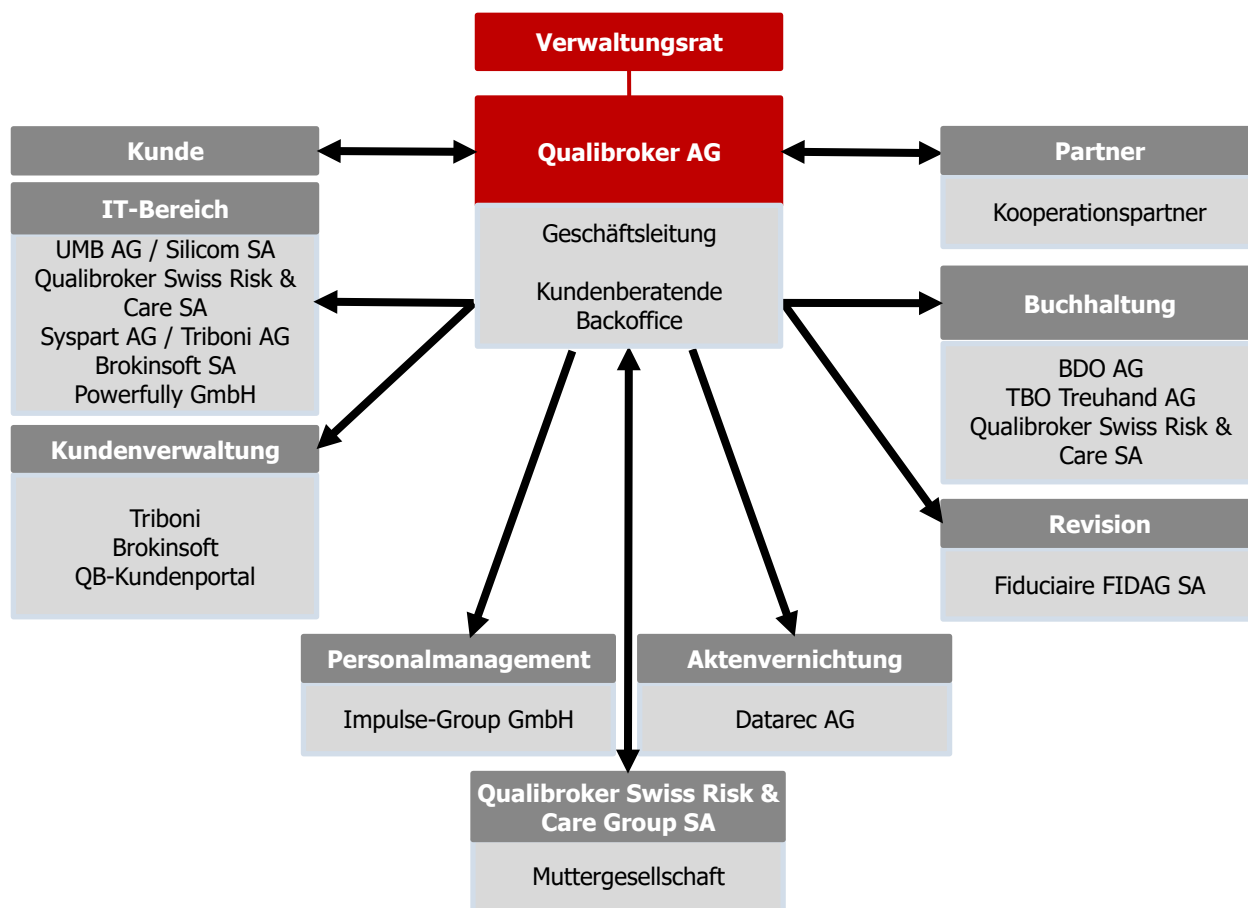 Verwaltungsrat
Qualibroker AG
Geschäftsleitung
Kundenberatende
Backoffice
Kunde
IT-Bereich
UMB AG / Silicom SA
Qualibroker Swiss Risk &
Care SA
Syspart AG / Triboni AG
Brokinsoft SA
Powerfully GmbH
Kundenverwaltung
Triboni
Brokinsoft
QB-Kundenportal
Partner
Kooperationspartner
Buchhaltung
BDO AG
TBO Treuhand AG
Qualibroker Swiss Risk &
Care SA
Revision
Fiduciaire FIDAG SA
Personalmanagement
Impulse-Group GmbH
Aktenvernichtung
Datarec AG
Qualibroker Swiss Risk &
Care Group SA
Muttergesellschaft